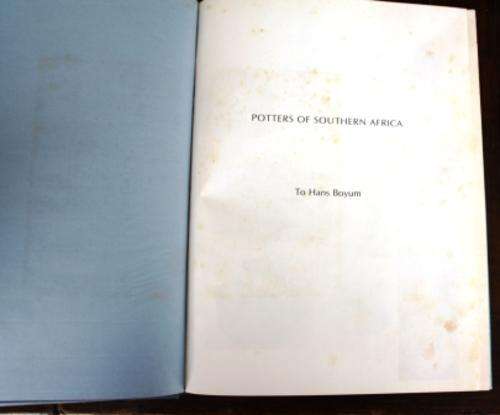 POTTERS OF SOUTHERN AFRICA
To Hans Boyum